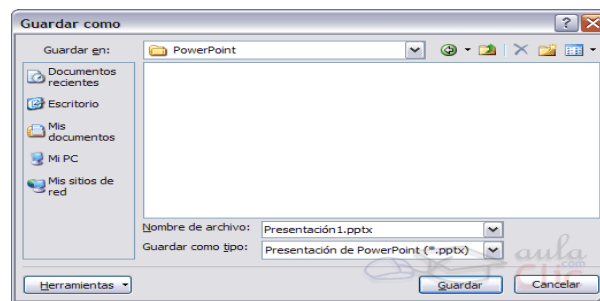 Guardar como
Guardar en:
PowerPoint
Documentos
recientes
Escritorio
Mis
documentos
Mi PC
Mis sitios de
red
Nombre de archivo:
Presentación1.pptx
Guardar como tipo:
Presentación de PowerPoint (*.pptx)
aula
Clic
.com
Herramientas
Guardar
Cancelar